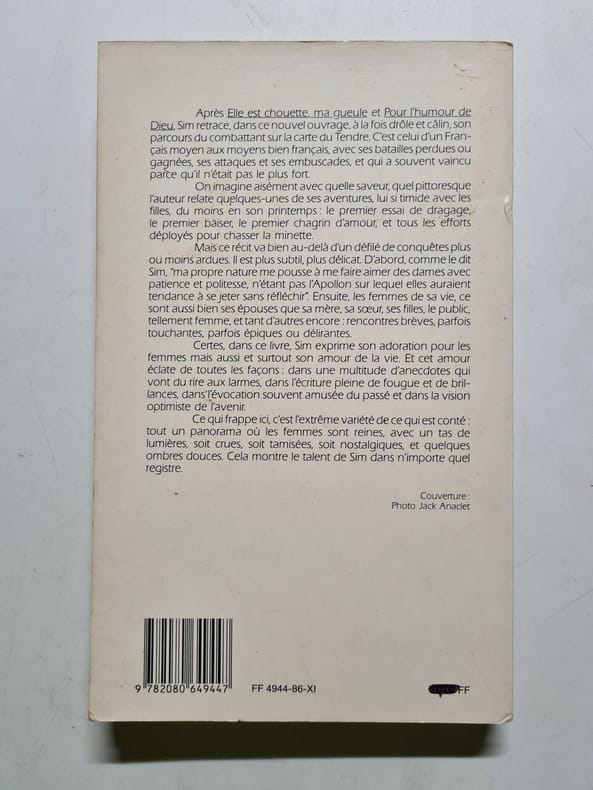 Après Elle est chouette, ma gueule et Pour l'humour de
Dieu, Sim retrace, dans ce nouvel ouvrage, à la fois drôle et câlin, son
parcours du combattant sur la carte du Tendre. C'est celui d'un Fran-
çais moyen aux moyens bien français, avec ses batailles perdues ou
gagnées, ses attaques et ses embuscades, et qui a souvent vaincu
parce qu'il n'était pas le plus fort.
On imagine aisément avec quelle saveur, quel pittoresque
l'auteur relate quelques-unes de ses aventures, lui si timide avec les
filles, du moins en son printemps : le premier essai de dragage,
le premier baiser, le premier chagrin d'amour, et tous les efforts
déployés pour chasser la minette.
Mais ce récit va bien au-delà d'un défilé de conquêtes plus
ou moins ardues. Il est plus subtil, plus délicat. D'abord, comme le dit
Sim, "ma propre nature me pousse à me faire aimer des dames avec
patience et politesse, n'étant pas l'Apollon sur lequel elles auraient
tendance à se jeter sans réfléchir". Ensuite, les femmes de sa vie, ce
sont aussi bien ses épouses que sa mère, sa sœur, ses filles, le public,
tellement femme, et tant d'autres encore : rencontres brèves, parfois
touchantes, parfois épiques ou délirantes.
Certes, dans ce livre, Sim exprime son adoration pour les
femmes mais aussi et surtout son amour de la vie. Et cet amour
éclate de toutes les façons : dans une multitude d'anecdotes qui
vont du rire aux larmes, dans l'écriture pleine de fougue et de bril-
lances, dans l'évocation souvent amusée du passé et dans la vision
optimiste de l'avenir.
Ce qui frappe ici, c'est l'extrême variété de ce qui est conté :
tout un panorama où les femmes sont reines, avec un tas de
lumières, soit crues, soit tamisées, soit nostalgiques, et quelques
ombres douces. Cela montre le talent de Sim dans n'importe quel
registre.
Couverture :
Photo Jack Anaclet
9 782080 649447
FF 4944-86-XI
FF